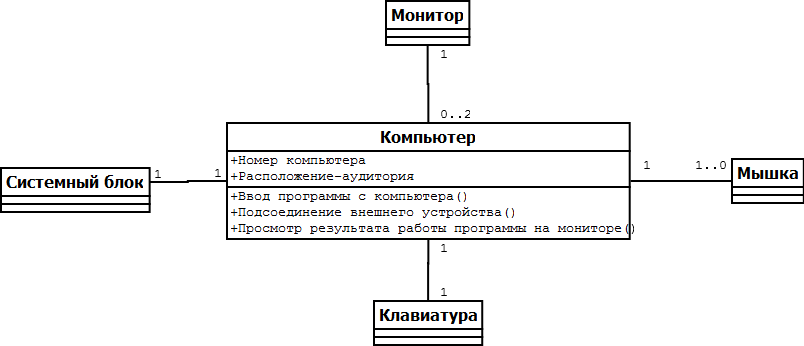 Монитор
1
0..2
Компьютер
+Номер компьютера
+Расположение-аудитория
+Ввод программы с компьютера()
+Подсоединение внешнего устройства()
+Просмотр результата работы программы на мониторе()
Системный блок
1
1
1
1..0
Мышка
1
1
Клавиатура